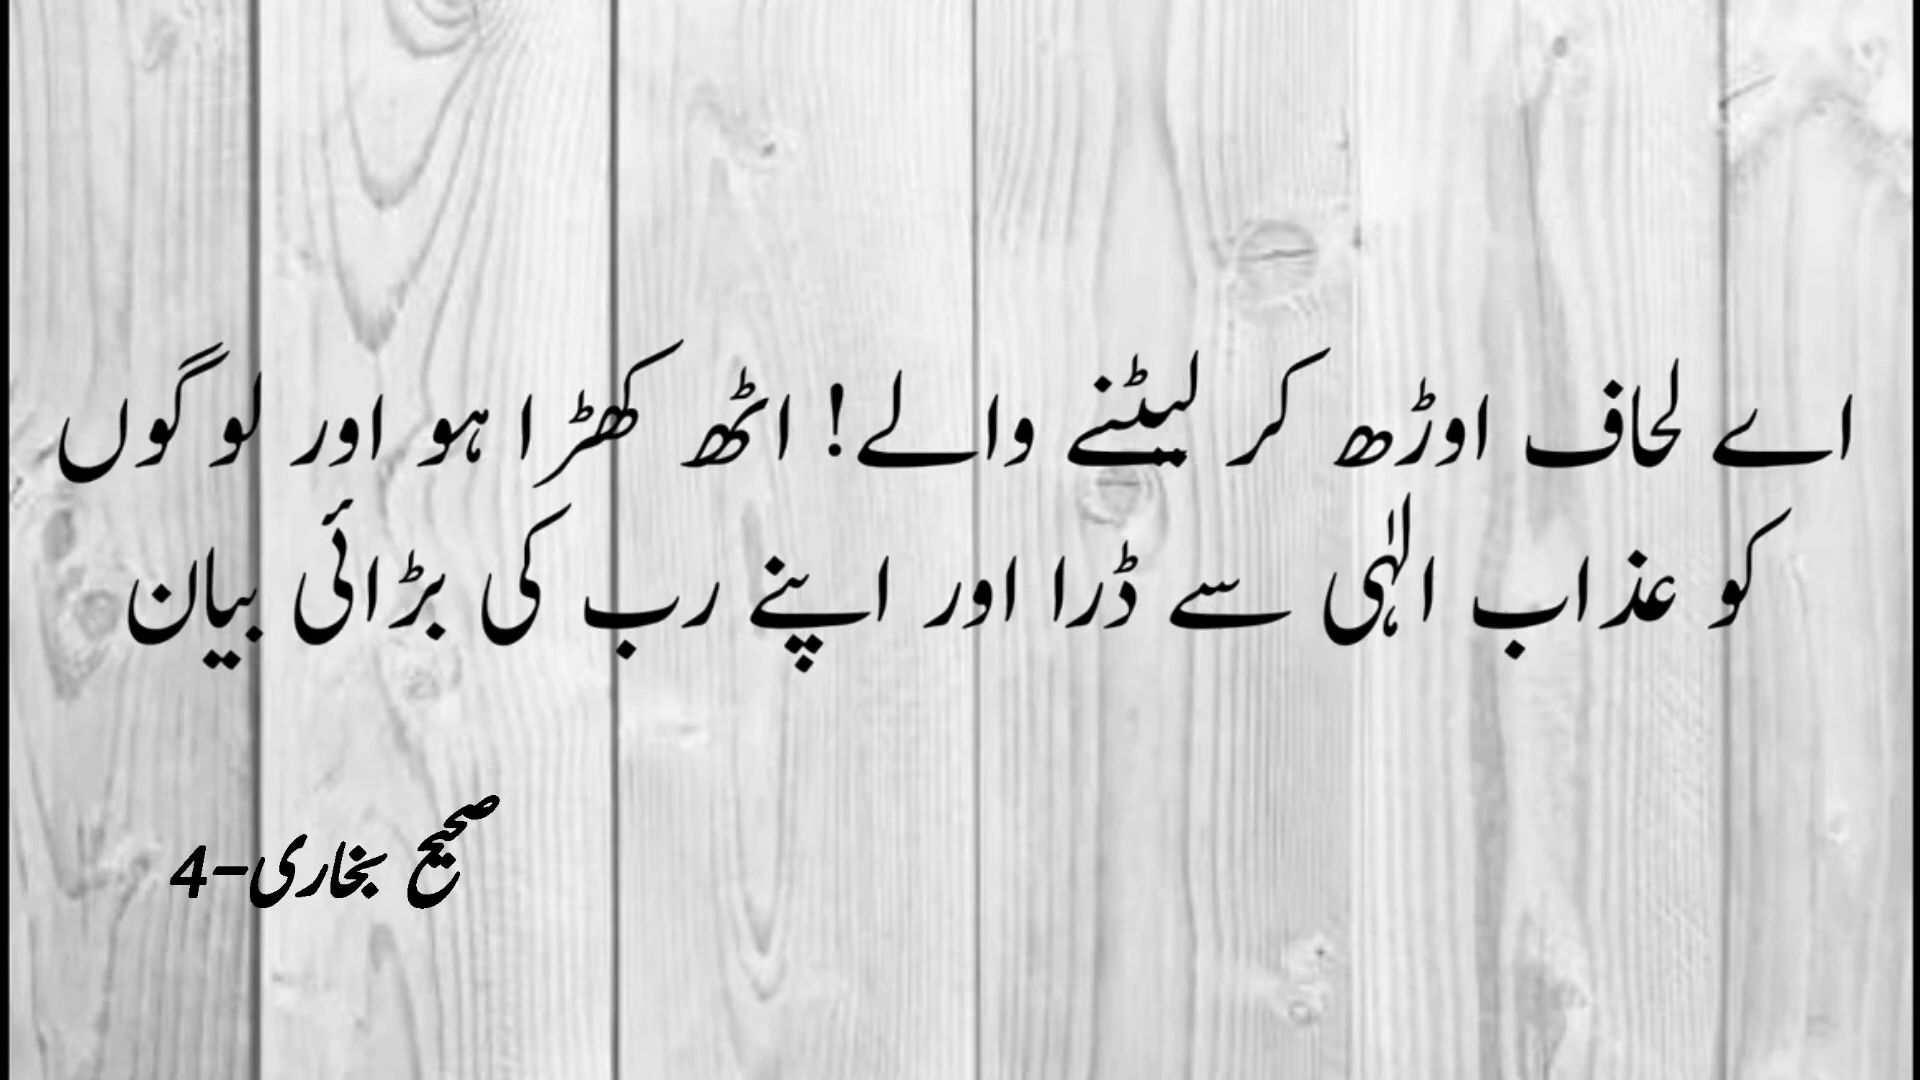 اے لحاف اوڑھ کر لیٹنے والے! اٹھ کھڑا ہو اور لوگوں
کو عذاب الٰہی سے ڈرا اور اپنے رب کی بڑائی بیان
صحیح بخاری-4